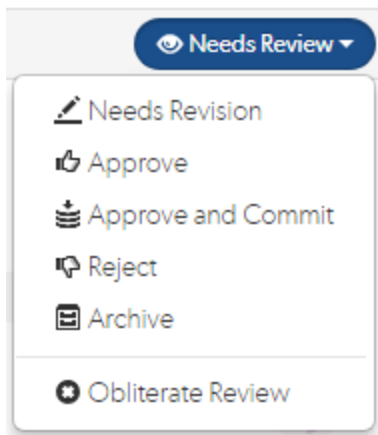 Needs Review
Needs Revision
Approve
Approve and Commit
Reject
Archive
Obliterate Review